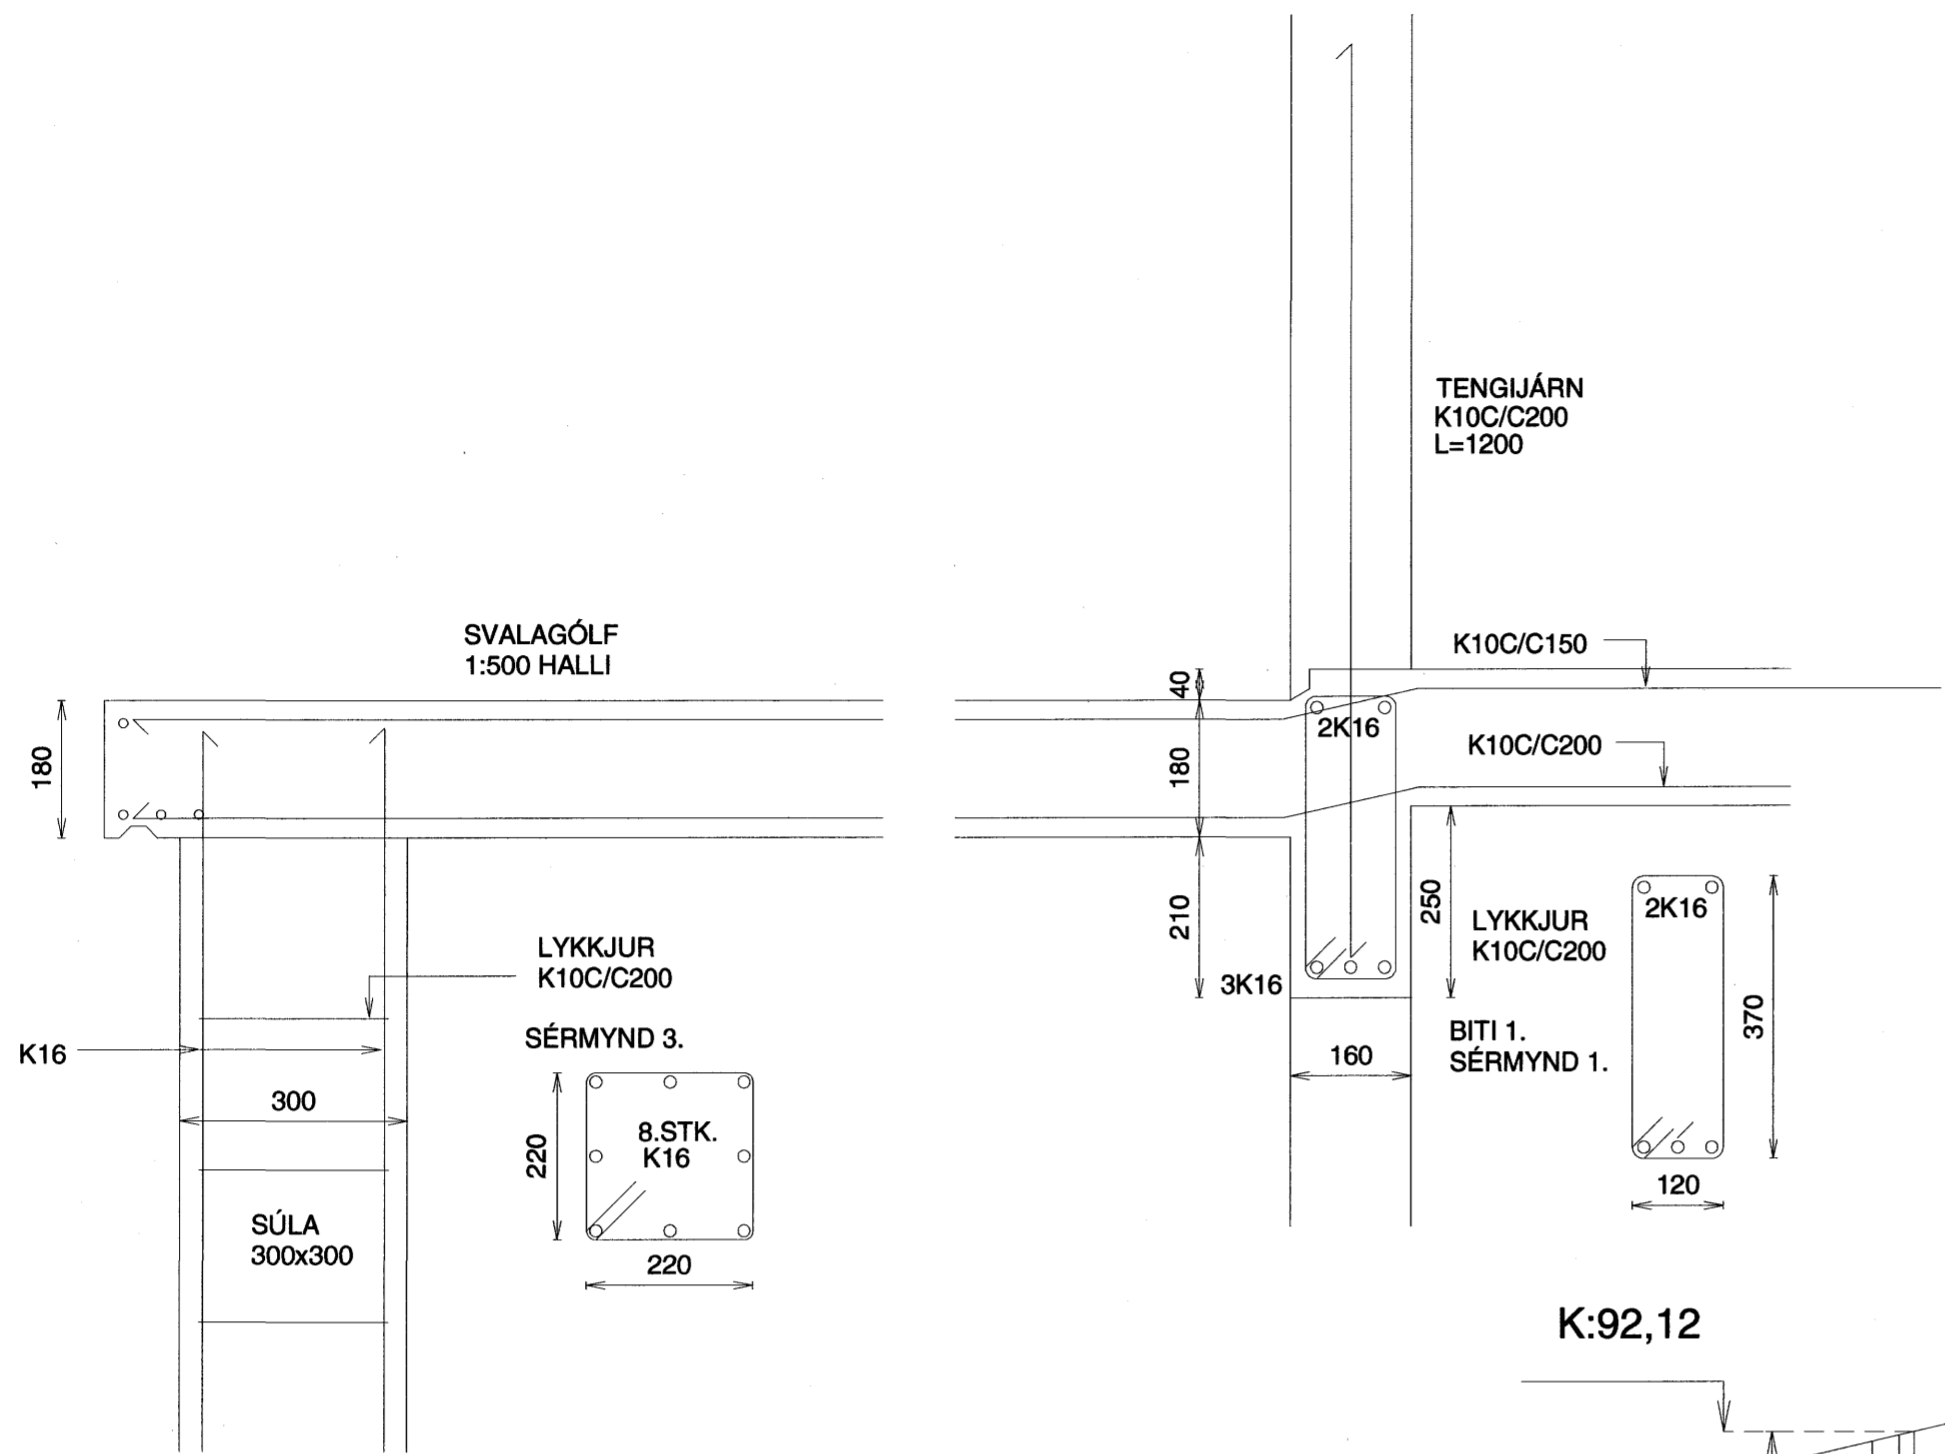 TENGIJÁRN
K10C/C200
L=1200
SVALAGÓLF
1:500 HALLI
K10C/C150
40
2K16
K10C/C200
180
180
210
250
LYKKJUR
K10C/C200
2K16
370
LYKKJUR
K10C/C200
3K16
SÉRMYND 3.
BITI 1.
SÉRMYND 1.
K16
160
300
220
8.STK.
K16
120
SÚLA
300x300
220
K:92,12